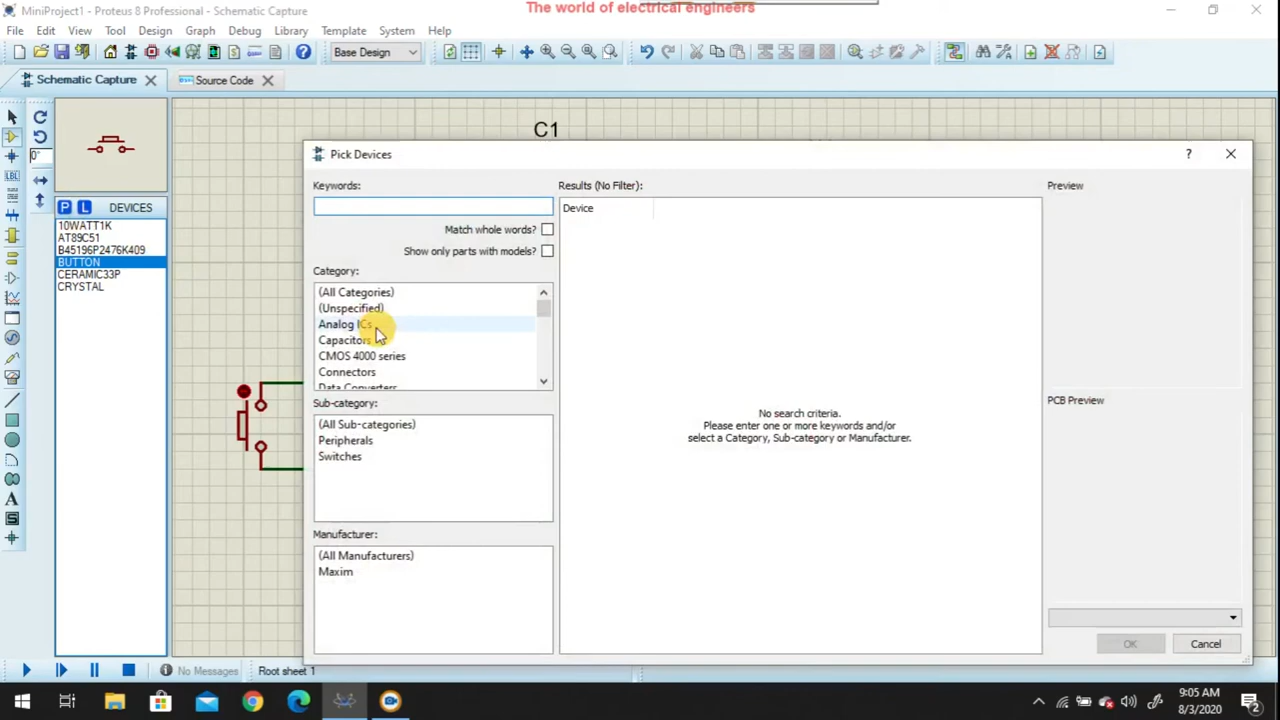 MiniProject1 - Proteus 8 Professional - Schematic Capture
The world of electrical engineers
File Edit View Tool Design Graph Debug Library Template System Help
Base Design
Schematic Capture
Source Code
C1
Pick Devices
?
Keywords:
Results (No Filter):
Preview
0°
LBL
P L DEVICES
Device
10WATT1K
AT89C51
B45196P2476K409
BUTTON
CERAMIC33P
CRYSTAL
Match whole words?
Show only parts with models?
Category:
(All Categories)
(Unspecified)
Analog ICs
Capacitors
CMOS 4000 series
Connectors
Data Converters
Sub-category:
PCB Preview
(All Sub-categories)
Peripherals
Switches
No search criteria.
Please enter one or more keywords and/or
select a Category, Sub-category or Manufacturer.
Manufacturer:
(All Manufacturers)
Maxim
A
S
OK
Cancel
No Messages
Root sheet 1
9:05 AM
8/3/2020
2